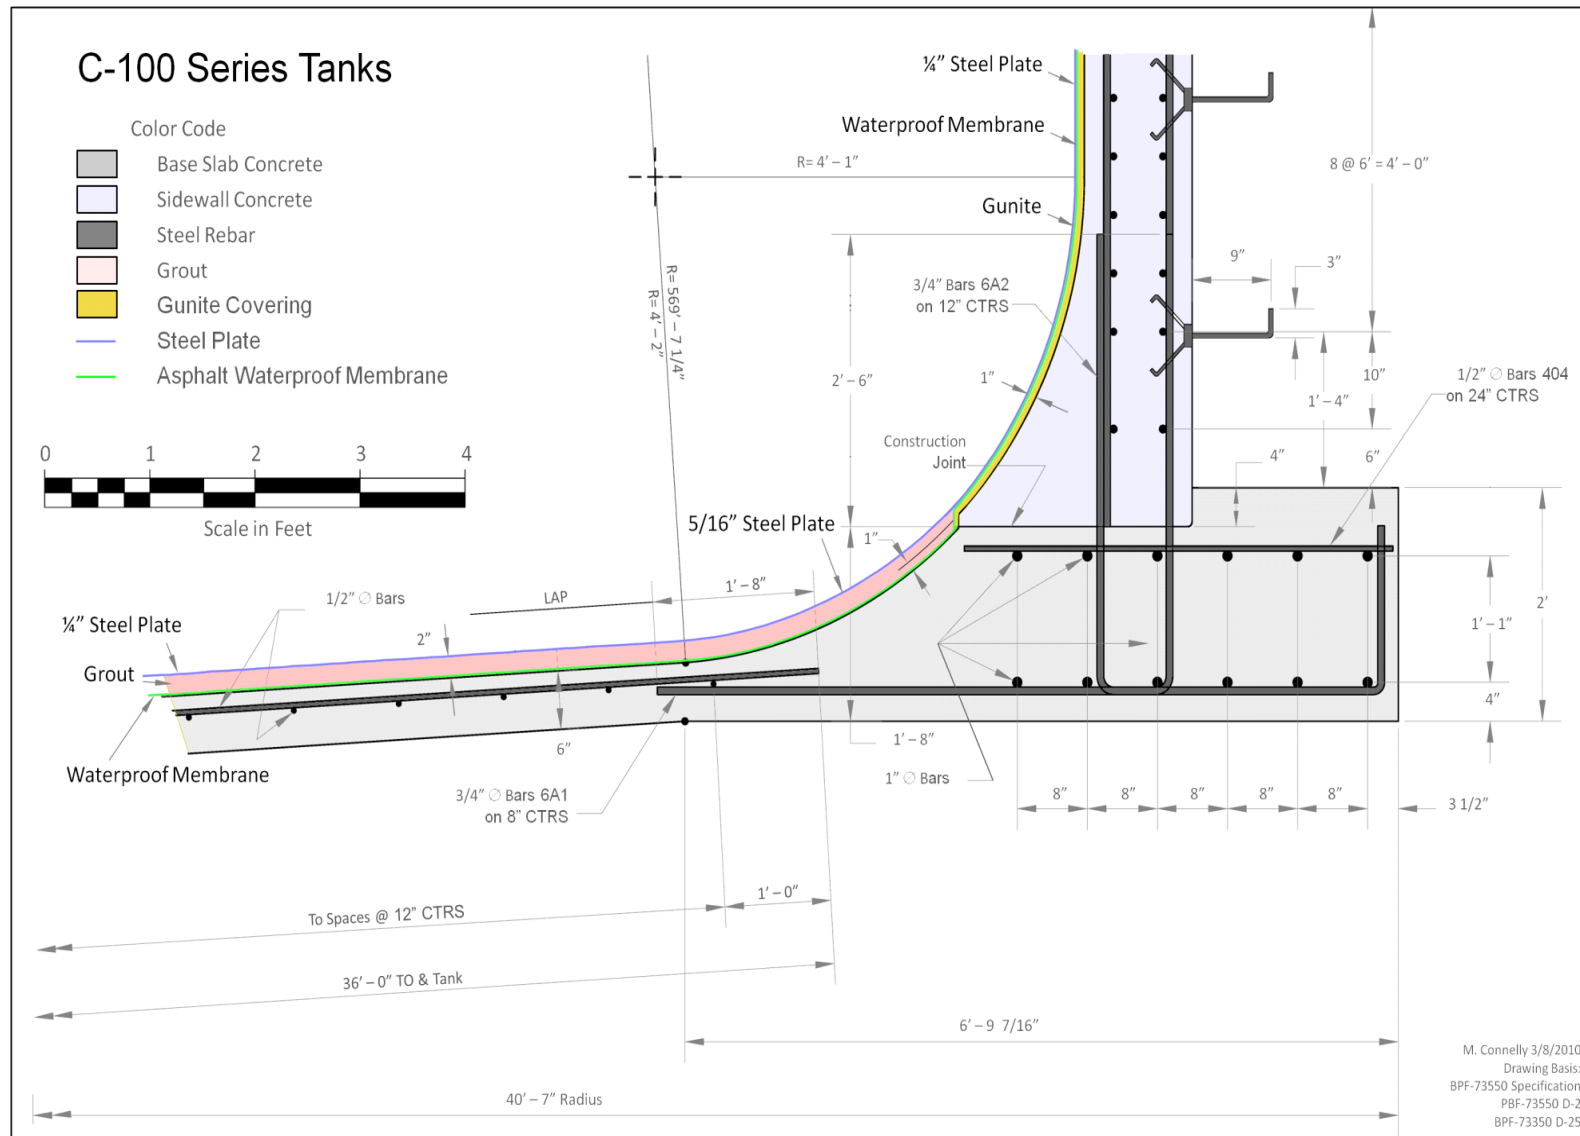 C-100 Series Tanks
Color Code
Base Slab Concrete
Sidewall Concrete
Steel Rebar
Grout
Gunite Covering
Steel Plate
Asphalt Waterproof Membrane
0 1 2 3 4
Scale in Feet
¼” Steel Plate
Waterproof Membrane
R= 4’ – 1”
Gunite
R= 569’ – 7 1/4”
R= 4’ – 2”
8 @ 6’ = 4’ – 0”
9”
3”
3/4” Bars 6A2
on 12” CTRS
2’ – 6”
1”
10”
1’ – 4”
1/2” ∅ Bars 404
on 24” CTRS
Construction
Joint
4”
6”
5/16” Steel Plate
1”
1’ – 8”
LAP
1/2” ∅ Bars
2”
¼” Steel Plate
Grout
Waterproof Membrane
6”
3/4” ∅ Bars 6A1
on 8” CTRS
1’ – 8”
1” ∅ Bars
2’
1’ – 1”
4”
8” 8” 8” 8” 8” 3 1/2”
1’ – 0”
To Spaces @ 12” CTRS
36’ – 0” TO & Tank
6’ – 9 7/16”
40’ – 7” Radius
M. Connelly 3/8/2010
Drawing Basis:
BPF-73550 Specification
PBF-73550 D-2
BPF-73350 D-25